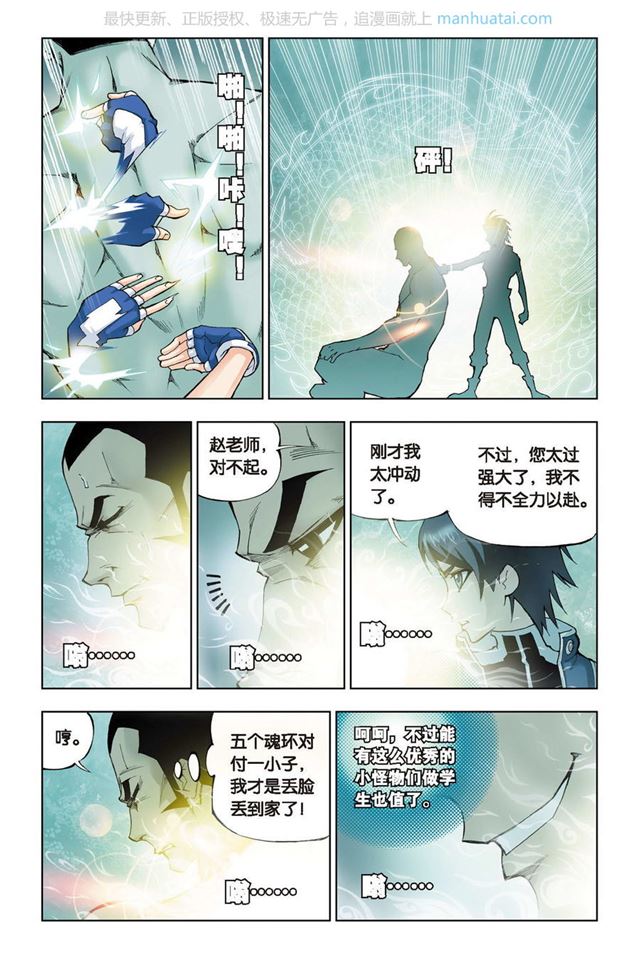 最快更新、正版授权、极速无广告，追漫画就上 manhuatai.com
砰！
赵老师，
对不起。
刚才我
太冲动
了。
不过，您太过
强大了，我不
得不全力以赴。
嗡……
嗡……
嗡……
哼。
五个魂环对
付一小子，
我才是丢脸
丢到家了！
嗡……
呵呵，不过能
有这么优秀的
小怪物们做学
生也值了。
嗡……